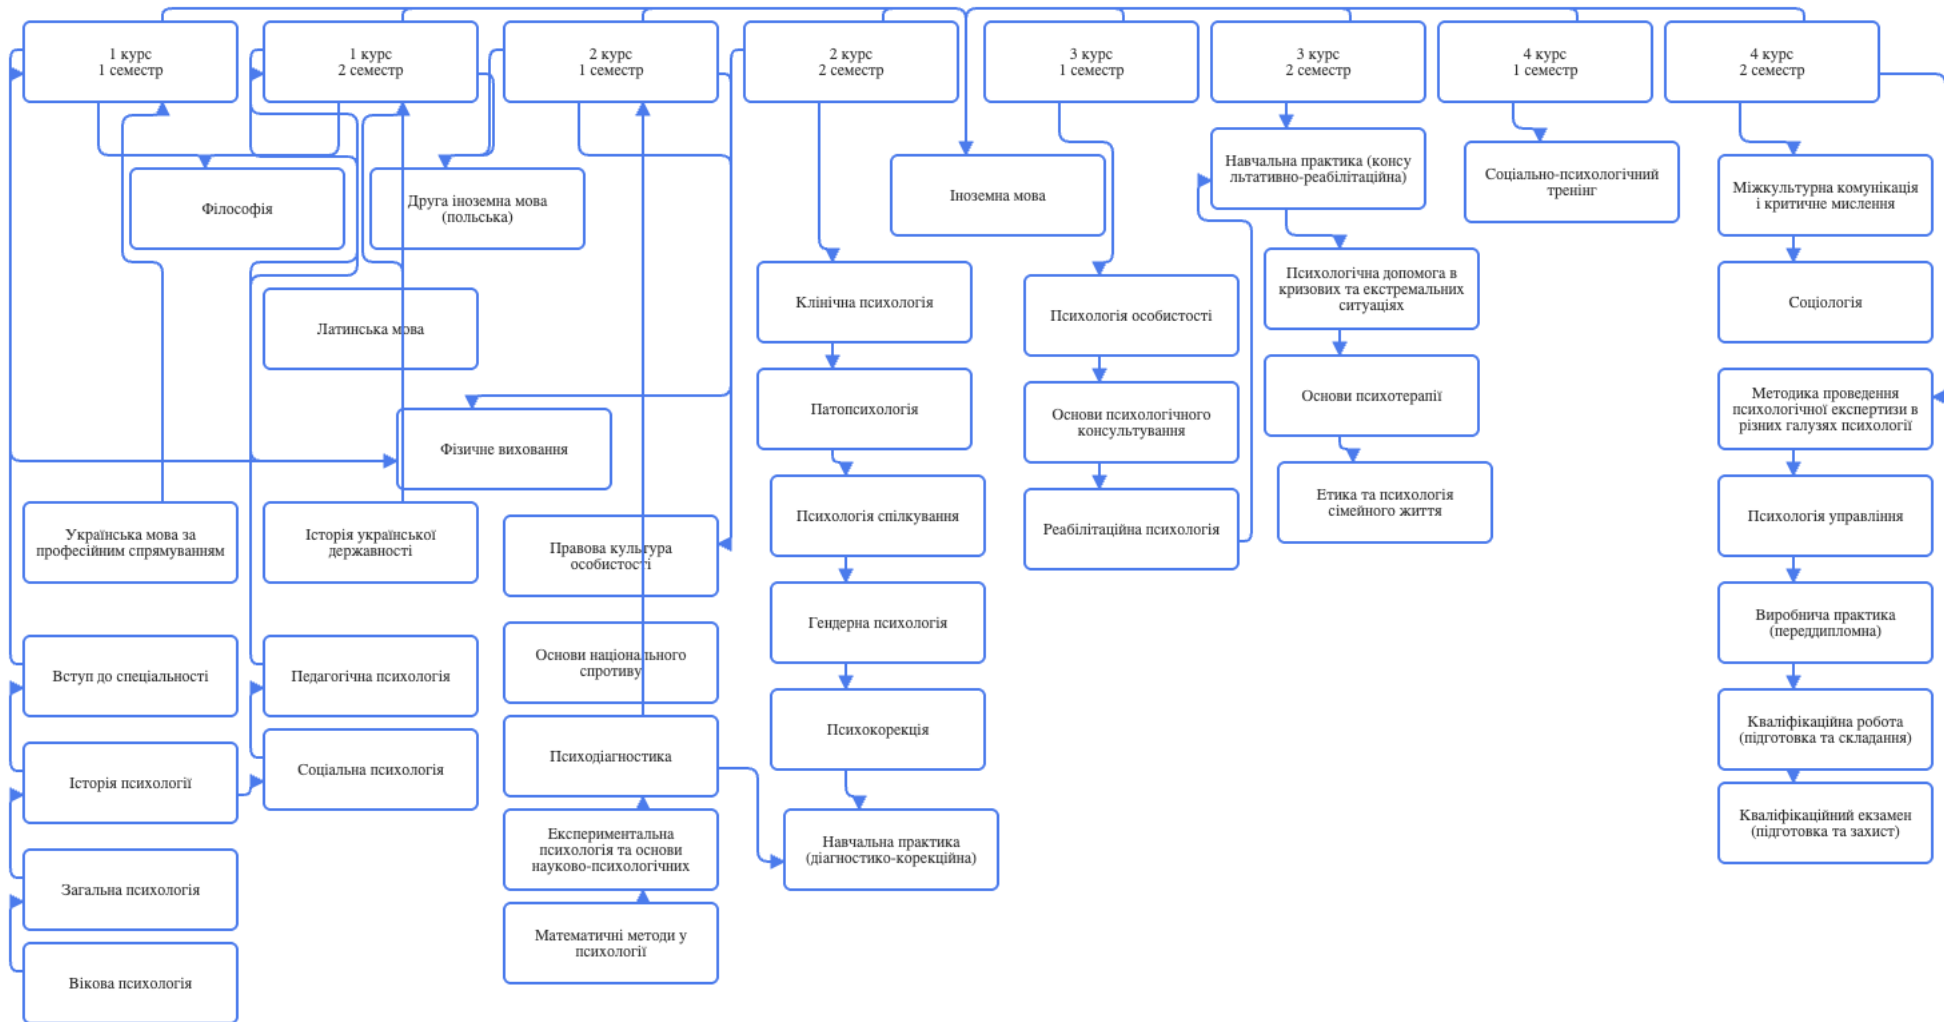 1 курс
1 семестр
1 курс
2 семестр
2 курс
1 семестр
2 курс
2 семестр
3 курс
1 семестр
3 курс
2 семестр
4 курс
1 семестр
4 курс
2 семестр
Філософія
Друга іноземна мова
(польська)
Іноземна мова
Навчальна практика (консу
льтативно-реабілітаційна)
Соціально-психологічний
тренінг
Міжкультурна комунікація
і критичне мислення
Латинська мова
Клінічна психологія
Психологія особистості
Психологічна допомога в
кризових та екстремальних
ситуаціях
Соціологія
Фізичне виховання
Патопсихологія
Основи психологічного
консультування
Основи психотерапії
Методика проведення
психологічної експертизи в
різних галузях психології
Українська мова за
професійним спрямуванням
Історія української
державності
Правова культура
особистості
Психологія спілкування
Реабілітаційна психологія
Етика та психологія
сімейного життя
Психологія управління
Вступ до спеціальності
Педагогічна психологія
Основи національного
спротиву
Гендерна психологія
Виробнича практика
(переддипломна)
Історія психології
Соціальна психологія
Психодіагностика
Психокорекція
Кваліфікаційна робота
(підготовка та складання)
Загальна психологія
Експериментальна
психологія та основи
науково-психологічних
Навчальна практика
(діагностико-корекційна)
Кваліфікаційний екзамен
(підготовка та захист)
Вікова психологія
Математичні методи у
психології